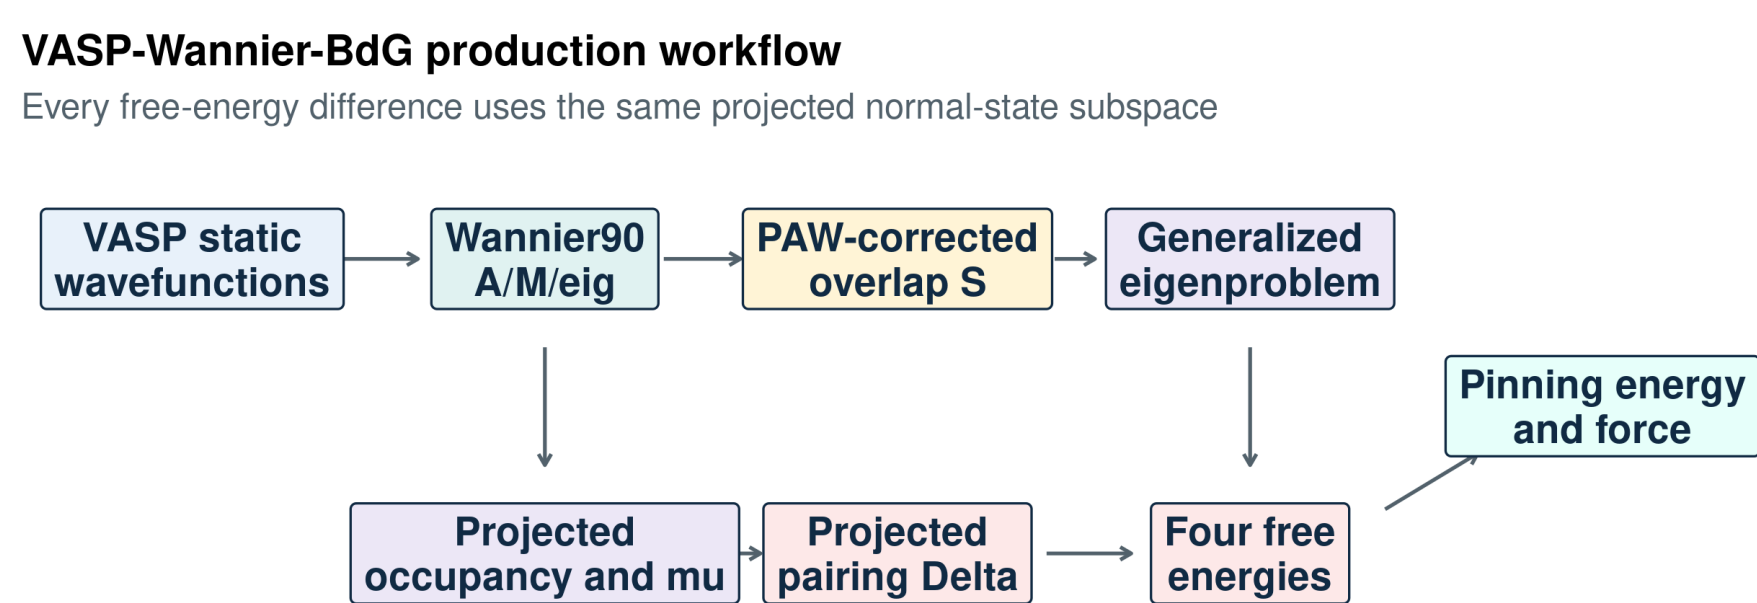 VASP-Wannier-BdG production workflow
Every free-energy difference uses the same projected normal-state subspace
VASP static
wavefunctions
Wannier90
A/M/eig
PAW-corrected
overlap S
Generalized
eigenproblem
Pinning energy
and force
Projected
occupancy and mu
Projected
pairing Delta
Four free
energies